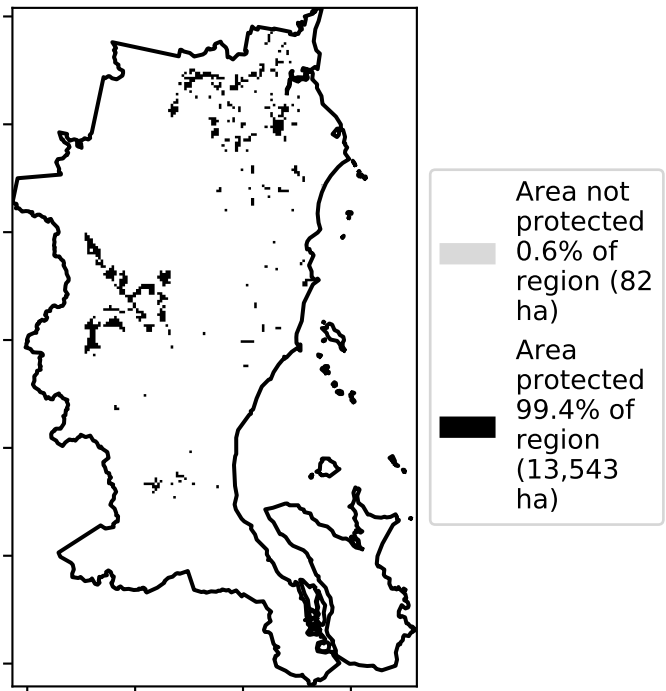 Area not
protected
0.6% of
region (82
ha)
Area
protected
99.4% of
region
(13,543
ha)